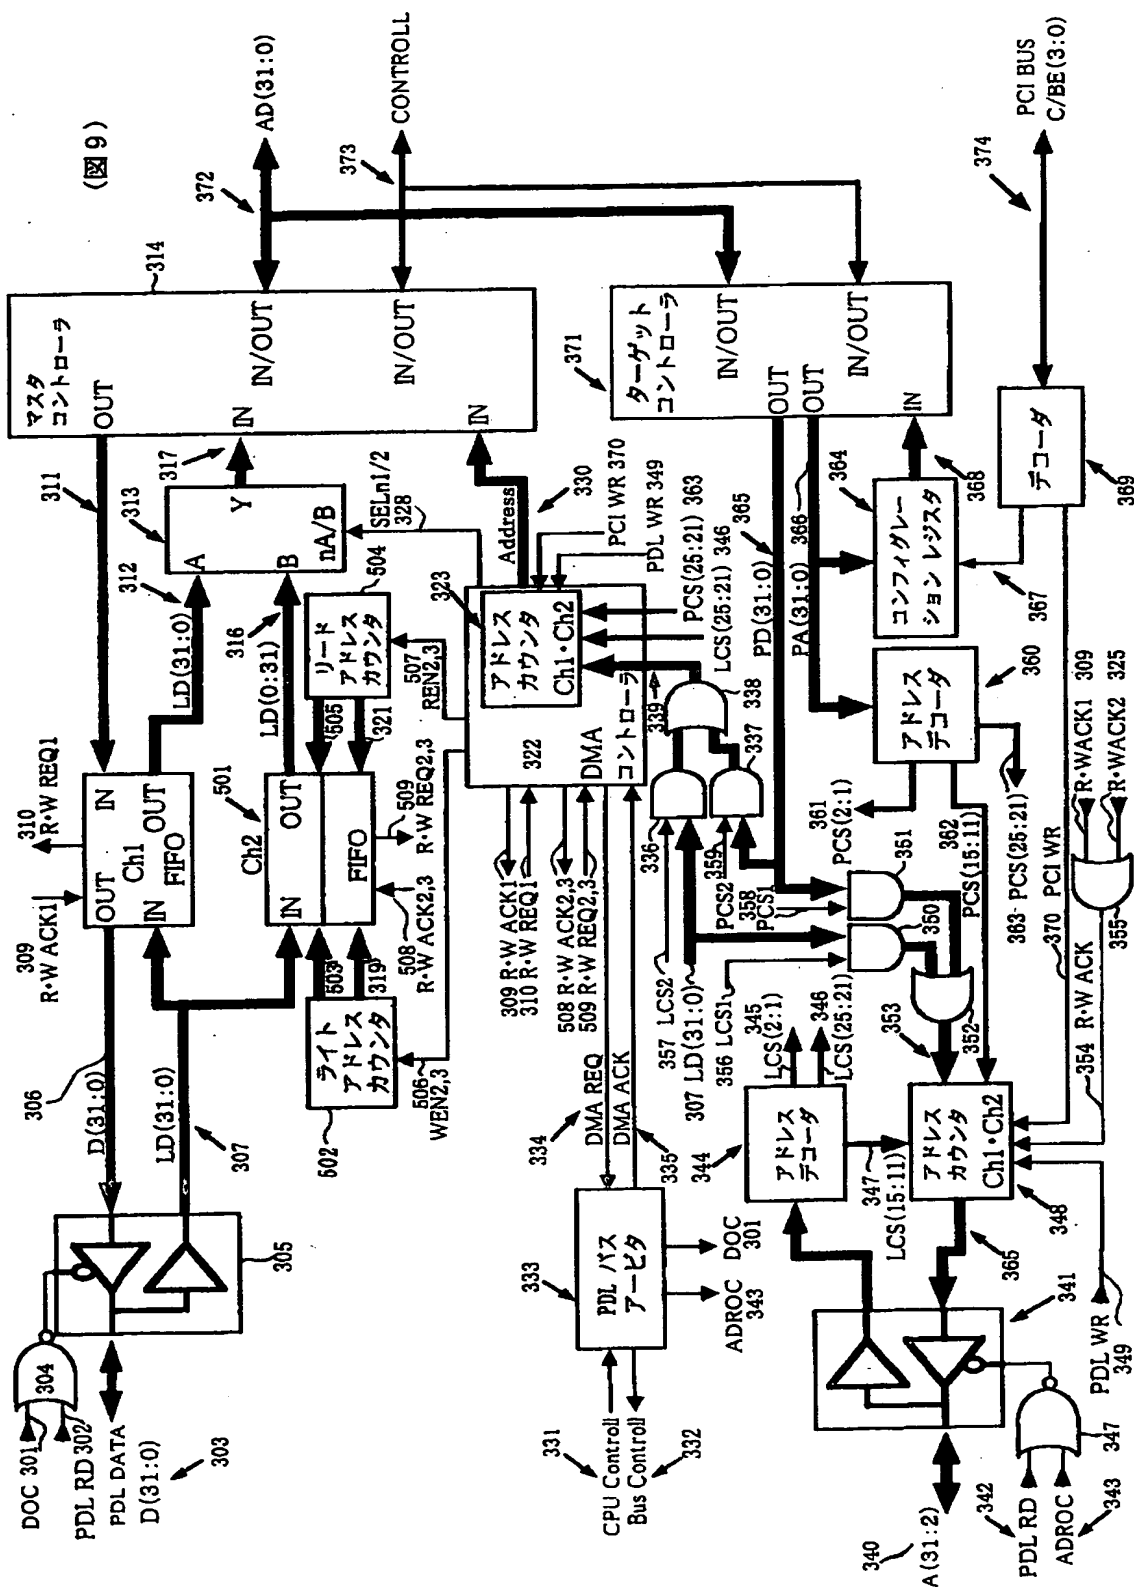 (図9)
DOC 301
PDL RD 302
PDL DATA
D(31:0)
303
304
305
306
D(31:0)
LD(31:0)
307
309
R・W ACK1
310
R・W REQ1
OUT
IN
Ch1
FIFO
IN
OUT
311
312
LD(31:0)
313
A
B
Y
nA/B
317
マスタ
コントローラ
314
OUT
IN
IN/OUT
IN/OUT
IN
372
AD(31:0)
373
CONTROLL
Ch2
501
IN
OUT
FIFO
LD(0:31)
316
リード
アドレス
カウンタ
504
505
321
ライト
アドレス
カウンタ
502
503
319
508
R・W ACK2,3
509
R・W REQ2,3
506
WEN2,3
507
REN2,3
SELn1/2
328
323
アドレス
カウンタ
Ch1・Ch2
322
DMA
コントローラ
Address
330
PCI WR 370
PDL WR 349
PCS(25:21) 363
LCS(25:21) 346
309 R・W ACK1
310 R・W REQ1
508 R・W ACK2,3
509 R・W REQ2,3
334
DMA REQ
DMA ACK
335
333
PDL バス
アービタ
331
CPU Controll
Bus Control
332
DOC
301
ADROC
343
339
338
337
336
357 LCS2
307 LD(31:0)
356 LCS1
359
PCS2
358
PCS1
365
PD(31:0)
366
PA(31:0)
ターゲット
コントローラ
371
IN/OUT
OUT
OUT
IN/OUT
IN
364
コンフィグレー
ション レジスタ
368
367
デコーダ
369
374
PCI BUS
C/BE(3:0)
アドレス
デコーダ
360
361
PCS(2:1)
362
PCS(15:11)
363 PCS(25:21)
351
350
352
353
370 PCI WR
354 R・W ACK
355
R・WACK1
309
R・WACK2
325
344
アドレス
デコーダ
345
LCS(2:1)
346
LCS(25:21)
347
LCS(15:11)
アドレス
カウンタ
Ch1・Ch2
348
365
341
PDL WR
349
340
A(31:2)
342
PDL RD
ADROC
343
347